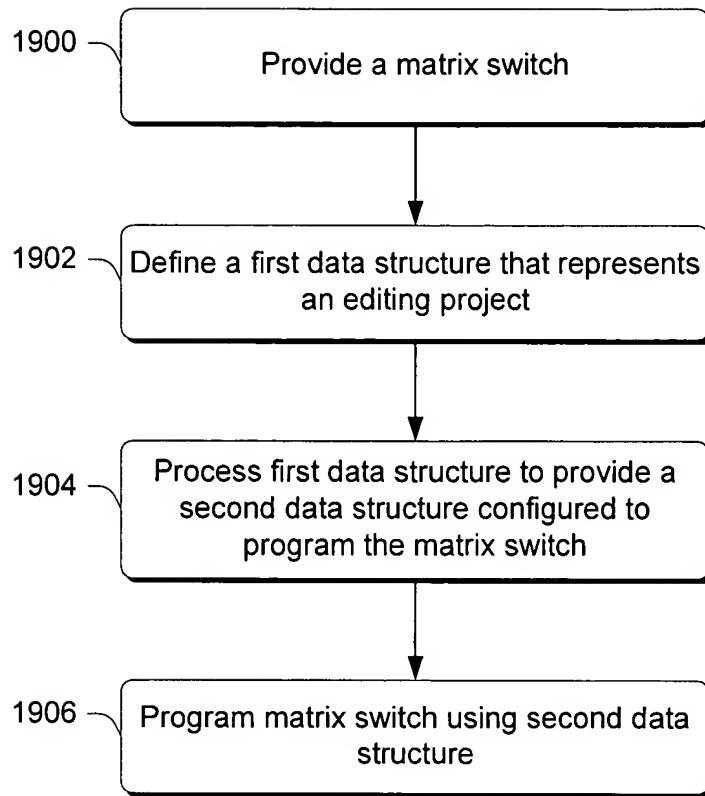 1900
Provide a matrix switch
1902
Define a first data structure that represents
an editing project
1904
Process first data structure to provide a
second data structure configured to
program the matrix switch
1906
Program matrix switch using second data
structure